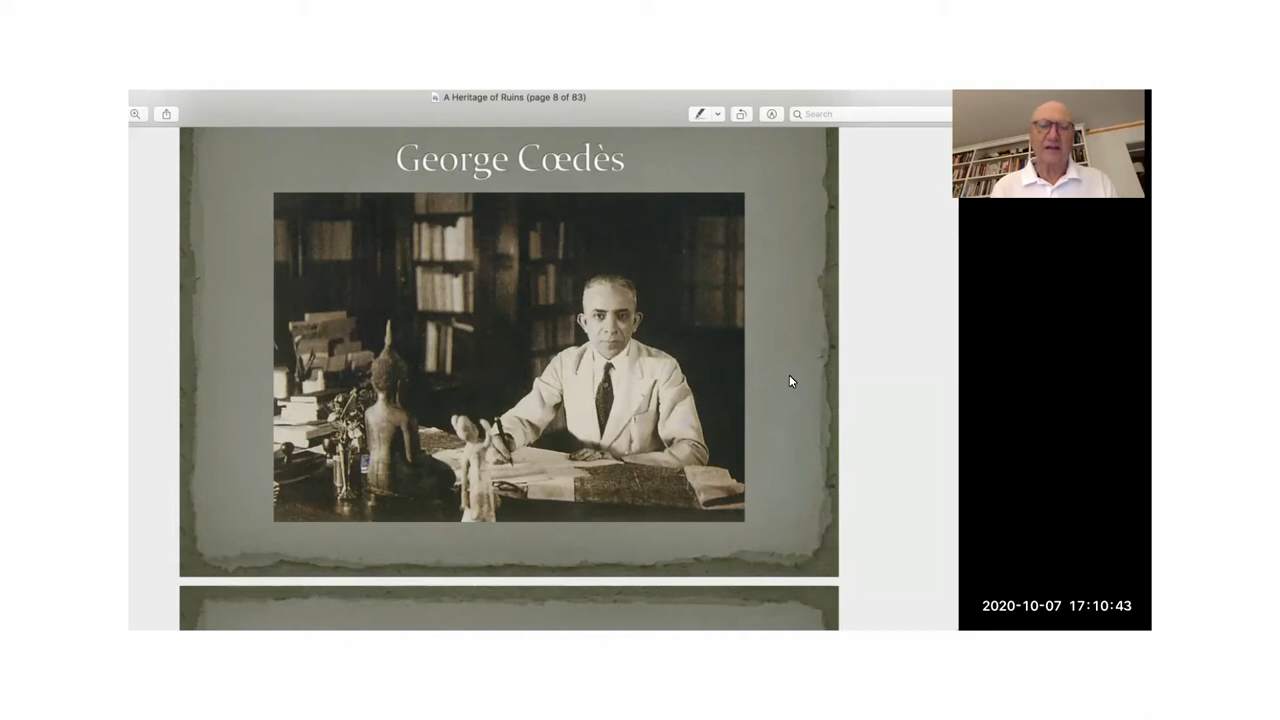 A Heritage of Ruins (page 8 of 83)
Search
George Cœdès
2020-10-07 17:10:43